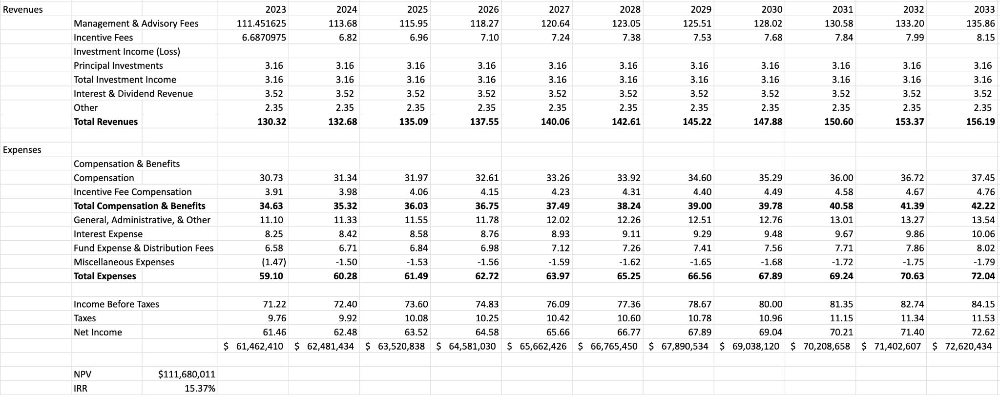 Revenues 2023 2024 2025 2026 2027 2028 2029 2030 2031 2032 2033
Management & Advisory Fees 111.451625 113.68 115.95 118.27 120.64 123.05 125.51 128.02 130.58 133.20 135.86
Incentive Fees 6.6870975 6.82 6.96 7.10 7.24 7.38 7.53 7.68 7.84 7.99 8.15
Investment Income (Loss)
Principal Investments 3.16 3.16 3.16 3.16 3.16 3.16 3.16 3.16 3.16 3.16 3.16
Total Investment Income 3.16 3.16 3.16 3.16 3.16 3.16 3.16 3.16 3.16 3.16 3.16
Interest & Dividend Revenue 3.52 3.52 3.52 3.52 3.52 3.52 3.52 3.52 3.52 3.52 3.52
Other 2.35 2.35 2.35 2.35 2.35 2.35 2.35 2.35 2.35 2.35 2.35
Total Revenues 130.32 132.68 135.09 137.55 140.06 142.61 145.22 147.88 150.60 153.37 156.19
Expenses
Compensation & Benefits
Compensation 30.73 31.34 31.97 32.61 33.26 33.92 34.60 35.29 36.00 36.72 37.45
Incentive Fee Compensation 3.91 3.98 4.06 4.15 4.23 4.31 4.40 4.49 4.58 4.67 4.76
Total Compensation & Benefits 34.63 35.32 36.03 36.75 37.49 38.24 39.00 39.78 40.58 41.39 42.22
General, Administrative, & Other 11.10 11.33 11.55 11.78 12.02 12.26 12.51 12.76 13.01 13.27 13.54
Interest Expense 8.25 8.42 8.58 8.76 8.93 9.11 9.29 9.48 9.67 9.86 10.06
Fund Expense & Distribution Fees 6.58 6.71 6.84 6.98 7.12 7.26 7.41 7.56 7.71 7.86 8.02
Miscellaneous Expenses (1.47) -1.50 -1.53 -1.56 -1.59 -1.62 -1.65 -1.68 -1.72 -1.75 -1.79
Total Expenses 59.10 60.28 61.49 62.72 63.97 65.25 66.56 67.89 69.24 70.63 72.04
Income Before Taxes 71.22 72.40 73.60 74.83 76.09 77.36 78.67 80.00 81.35 82.74 84.15
Taxes 9.76 9.92 10.08 10.25 10.42 10.60 10.78 10.96 11.15 11.34 11.53
Net Income 61.46 62.48 63.52 64.58 65.66 66.77 67.89 69.04 70.21 71.40 72.62
$ 61,462,410 $ 62,481,434 $ 63,520,838 $ 64,581,030 $ 65,662,426 $ 66,765,450 $ 67,890,534 $ 69,038,120 $ 70,208,658 $ 71,402,607 $ 72,620,434
NPV $111,680,011
IRR 15.37%